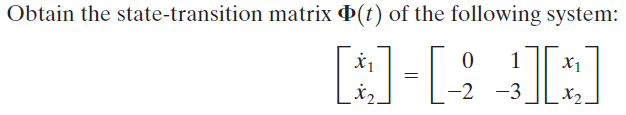 Obtain the state-transition matrix Φ(t) of the following system:
[ẋ₁; ẋ₂] = [0 1; −2 −3][x₁; x₂]